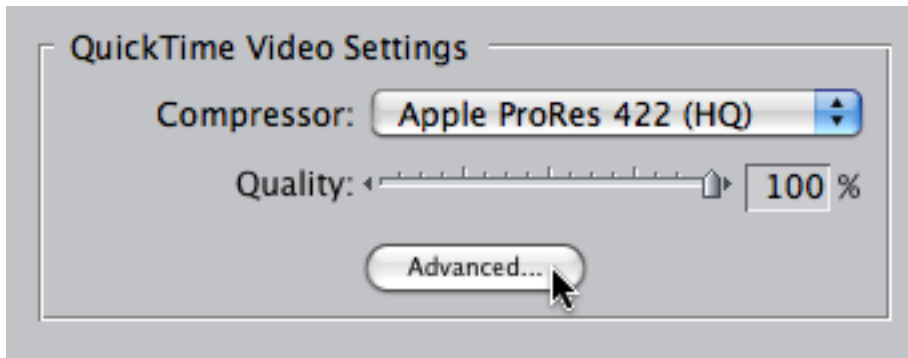 QuickTime Video Settings
Compressor: Apple ProRes 422 (HQ)
Quality: 100 %
Advanced...